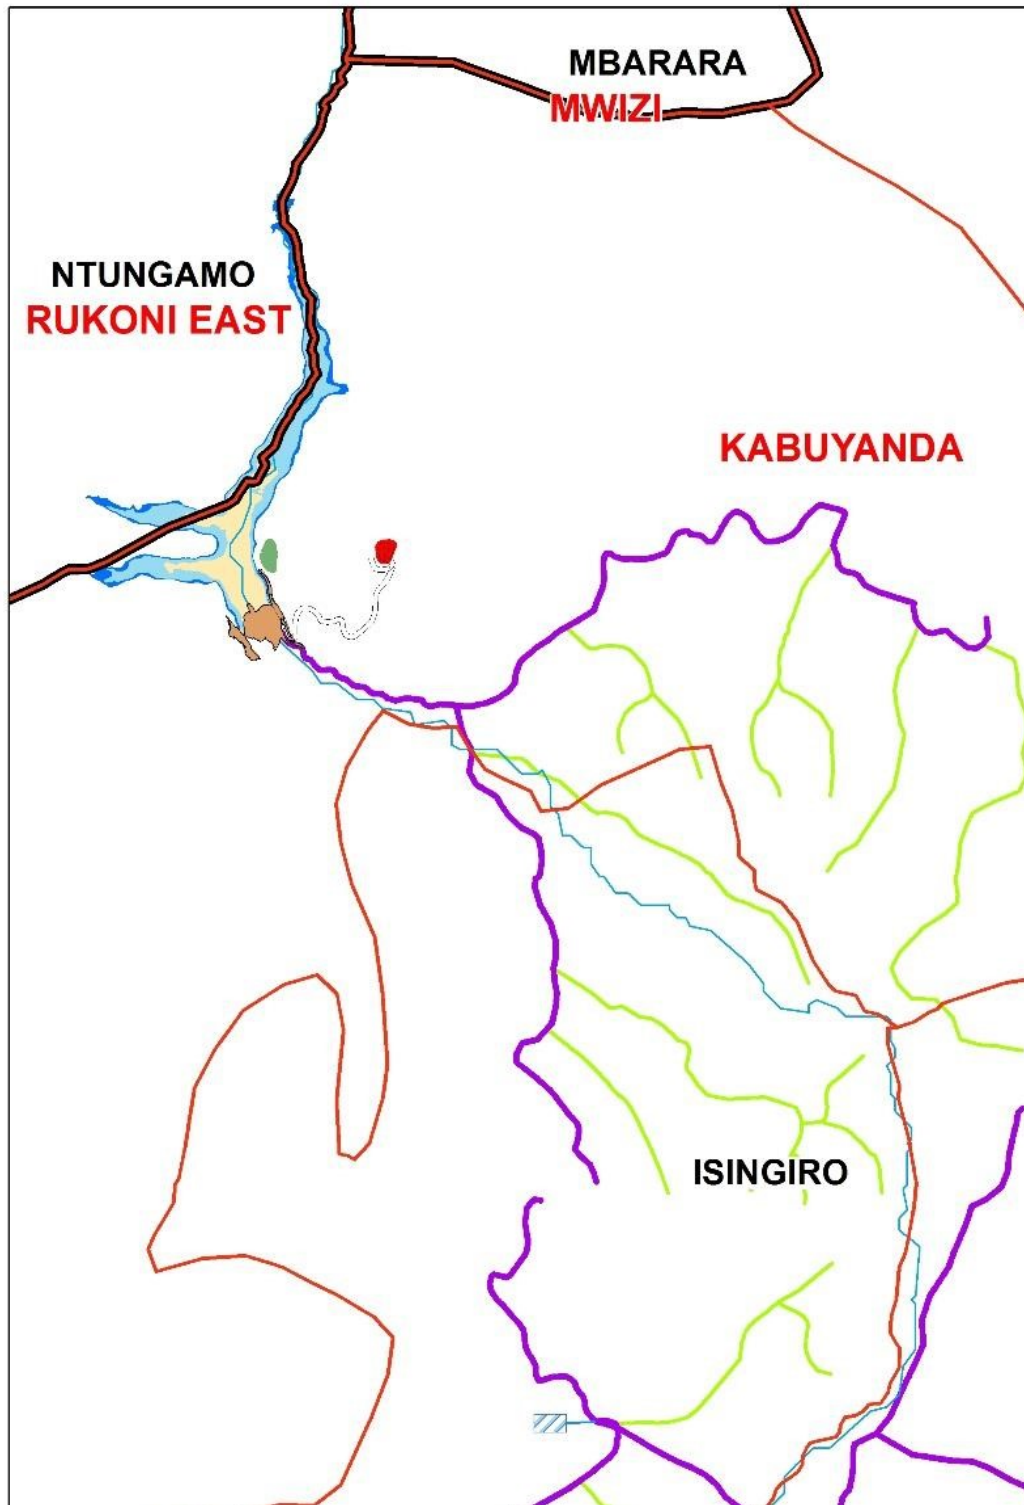 MBARARA
MWIZI
NTUNGAMO
RUKONI EAST
KABUYANDA
ISINGIRO